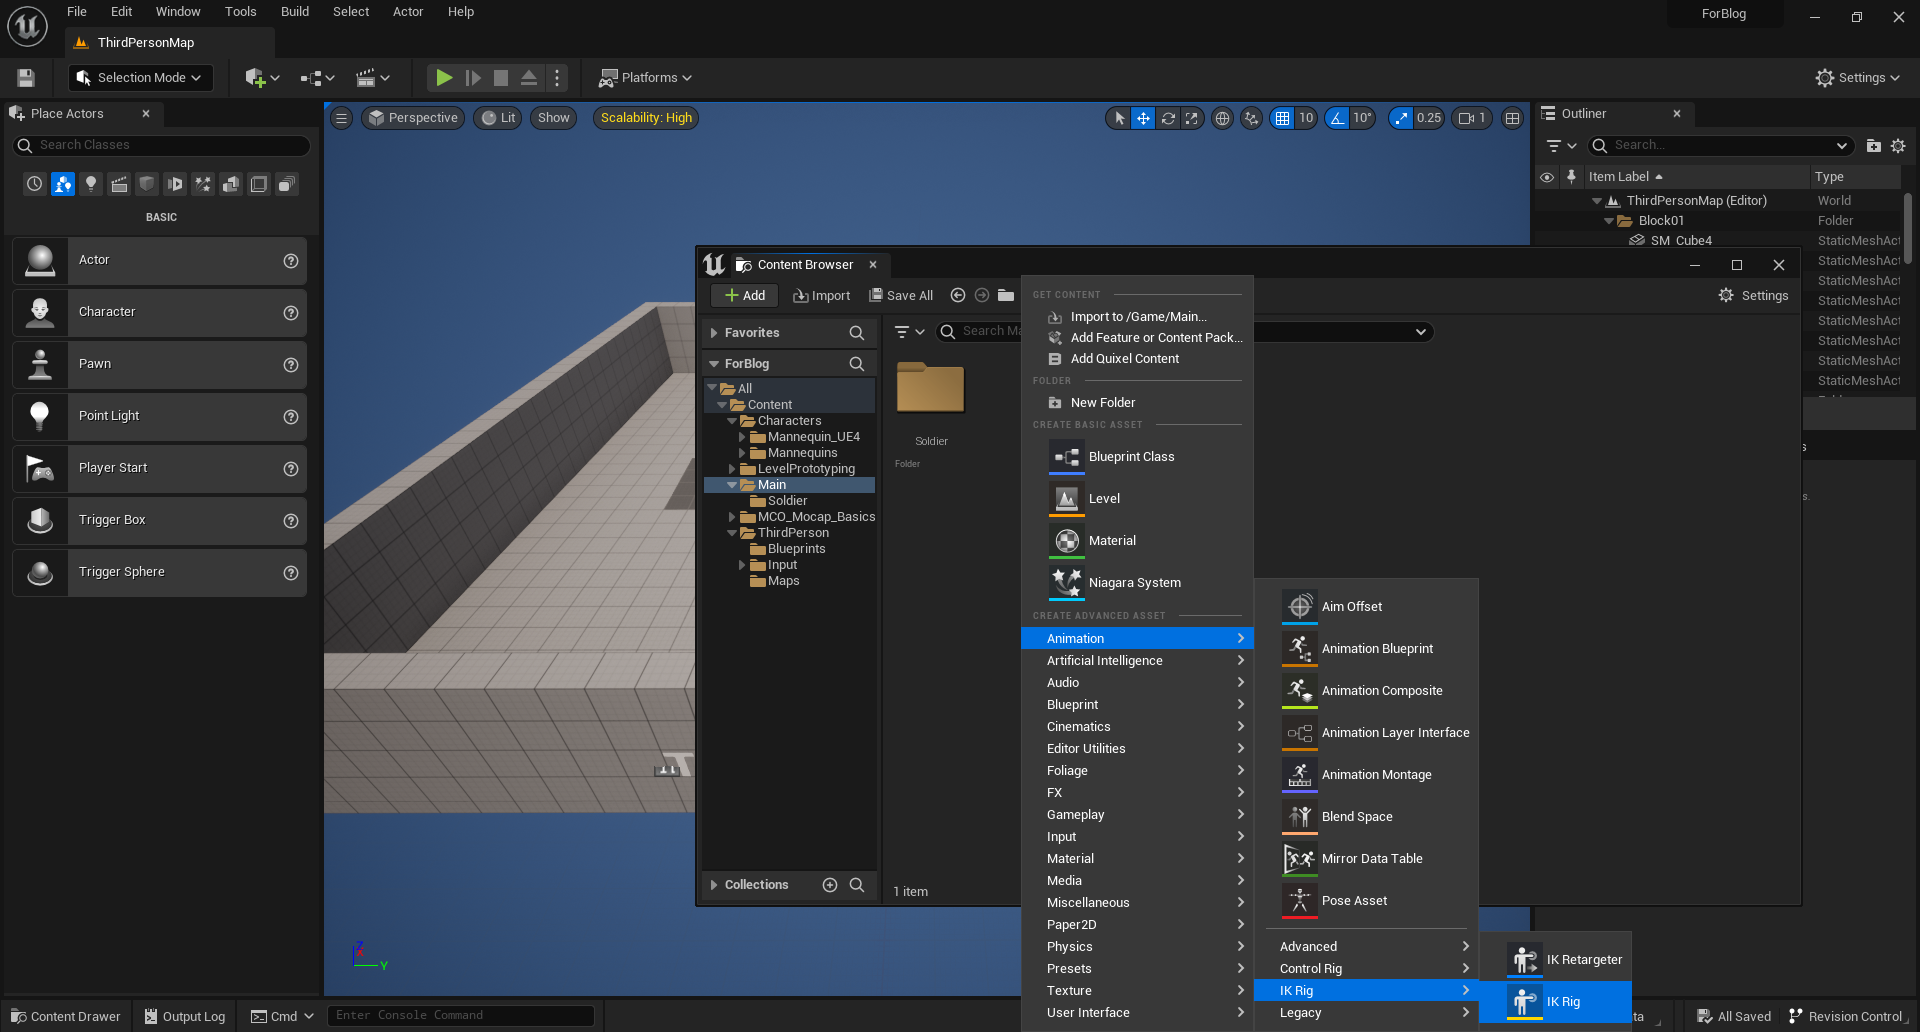 File Edit Window Tools Build Select Actor Help
ForBlog
ThirdPersonMap
Selection Mode
Platforms
Settings
Place Actors
Search Classes
BASIC
Actor
Character
Pawn
Point Light
Player Start
Trigger Box
Trigger Sphere
Perspective
Lit
Show
Scalability: High
10
10°
0.25
1
Outliner
Search...
Item Label
Type
ThirdPersonMap (Editor) World
Block01 Folder
SM_Cube4 StaticMeshAct
StaticMeshAct
StaticMeshAct
StaticMeshAct
StaticMeshAct
StaticMeshAct
StaticMeshAct
StaticMeshAct
Content Browser
Add
Import
Save All
Settings
Favorites
ForBlog
Search Ma
All
Content
Characters
Mannequin_UE4
Mannequins
LevelPrototyping
Main
Soldier
MCO_Mocap_Basics
ThirdPerson
Blueprints
Input
Maps
Collections
Soldier
Folder
1 item
GET CONTENT
Import to /Game/Main...
Add Feature or Content Pack...
Add Quixel Content
FOLDER
New Folder
CREATE BASIC ASSET
Blueprint Class
Level
Material
Niagara System
CREATE ADVANCED ASSET
Animation
Artificial Intelligence
Audio
Blueprint
Cinematics
Editor Utilities
Foliage
FX
Gameplay
Input
Material
Media
Miscellaneous
Paper2D
Physics
Presets
Texture
User Interface
Aim Offset
Animation Blueprint
Animation Composite
Animation Layer Interface
Animation Montage
Blend Space
Mirror Data Table
Pose Asset
Advanced
Control Rig
IK Rig
Legacy
IK Retargeter
IK Rig
s
s.
Z
X
Y
Content Drawer
Output Log
Cmd
Enter Console Command
ta
All Saved
Revision Control